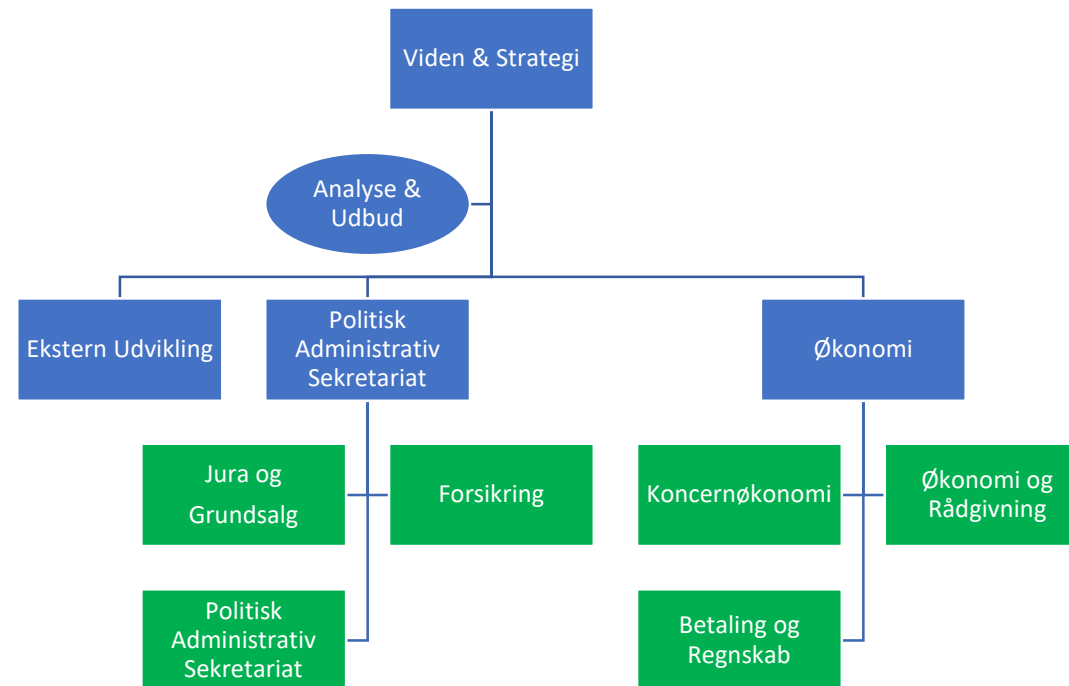 Viden & Strategi
Analyse &
Udbud
Ekstern Udvikling
Politisk
Administrativ
Sekretariat
Økonomi
Jura og
Grundsalg
Forsikring
Koncernøkonomi
Økonomi og
Rådgivning
Politisk
Administrativ
Sekretariat
Betaling og
Regnskab